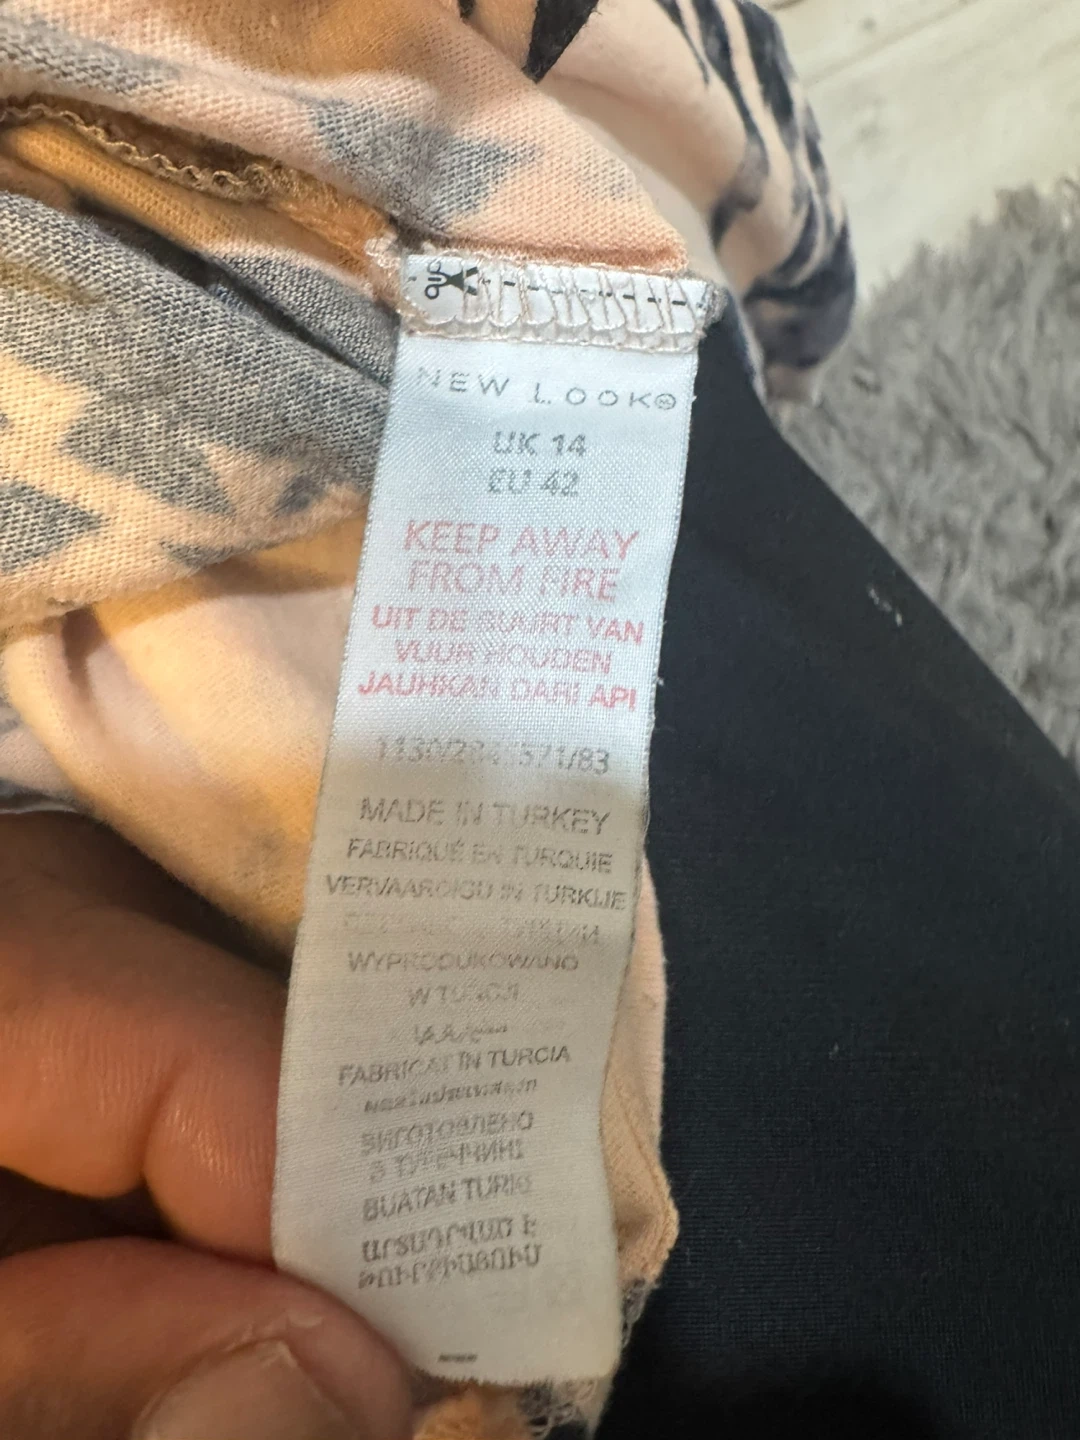 NEW LOOK
UK 14
EU 42
KEEP AWAY
FROM FIRE
UIT DE BUURT VAN
VUUR HOUDEN
JAUHKAN DARI API
MADE IN TURKEY
FABRIQUÉ EN TURQUIE
VERVAARDIGD IN TURKIJE
WYPRODUKOWANO
W TURCJI
FABRICAT IN TURCIA
ВИГОТОВЛЕНО
В ТУРЕЧЧИНІ
BUATAN TURKI